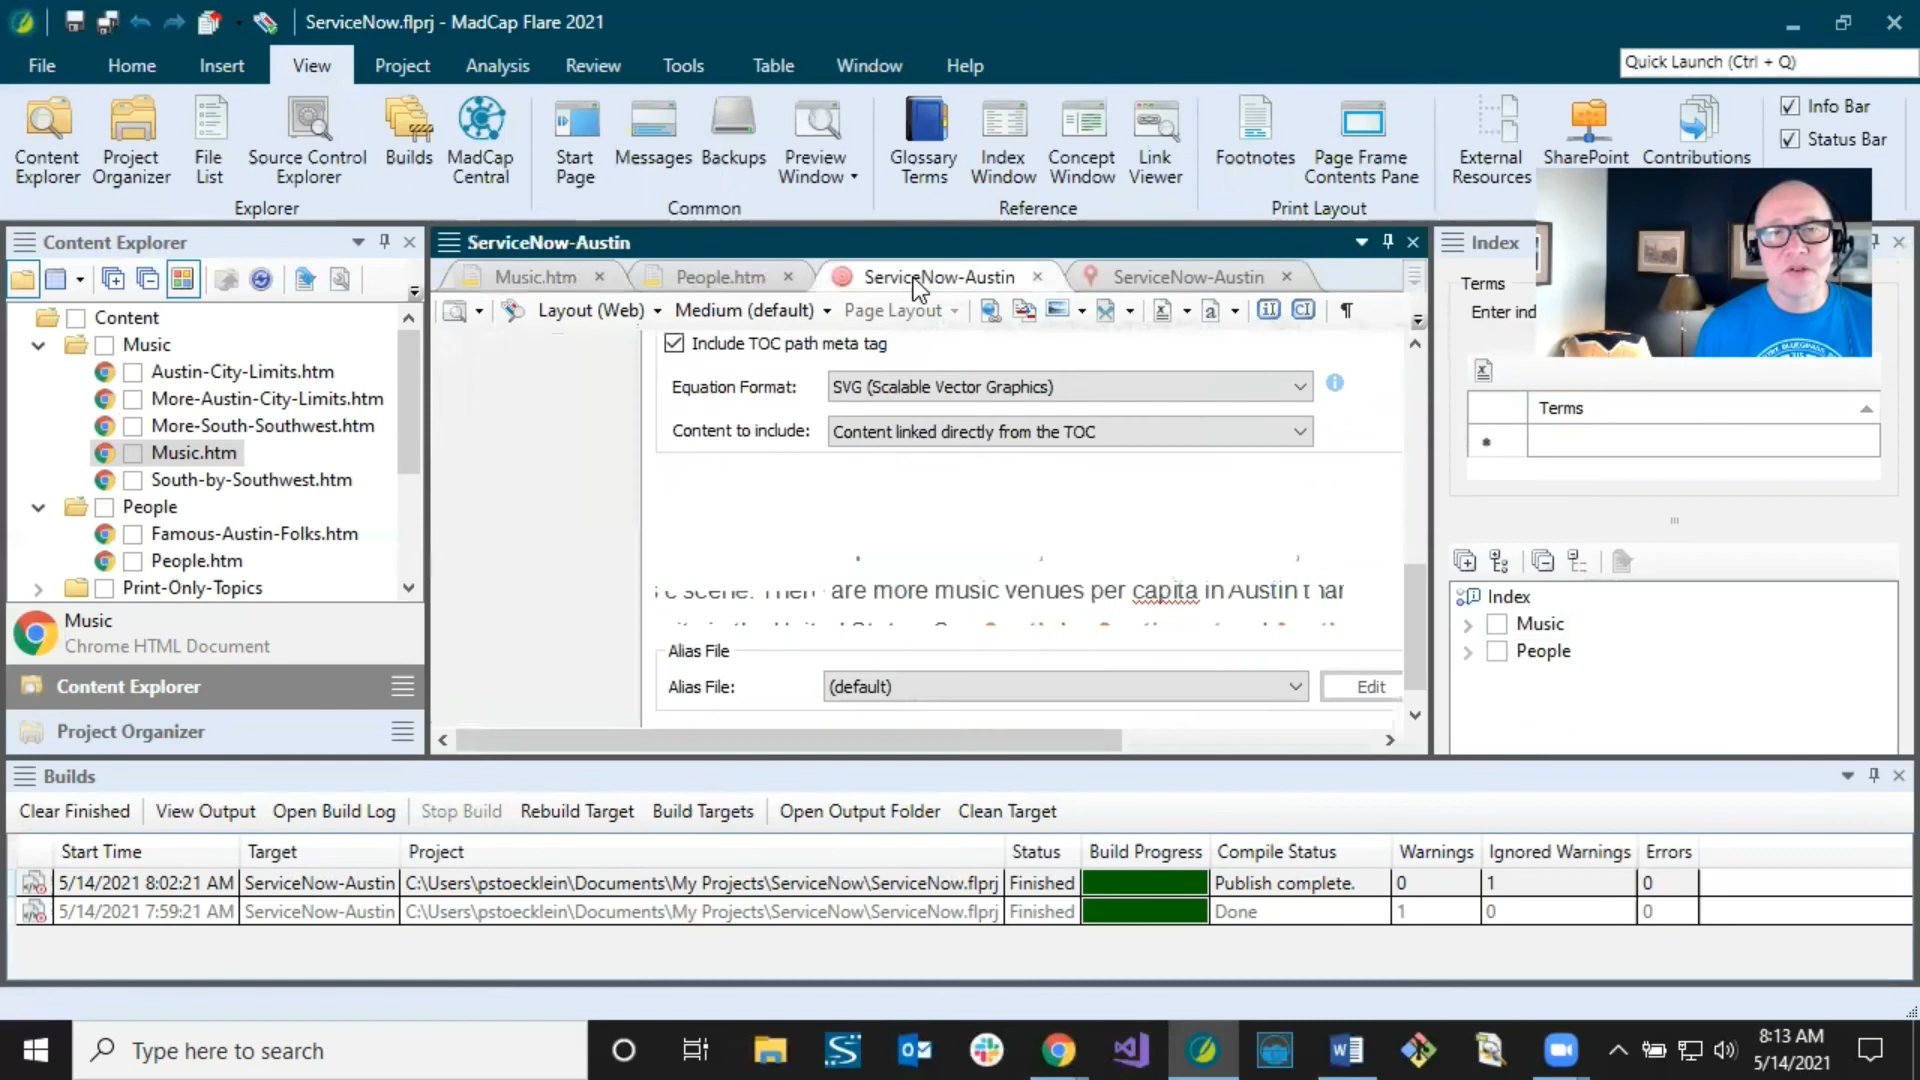 ServiceNow.flprj - MadCap Flare 2021
File Home Insert View Project Analysis Review Tools Table Window Help
Quick Launch (Ctrl + Q)
Content Explorer
Project Organizer
File List
Source Control Explorer
Builds
MadCap Central
Explorer
Start Page
Messages
Backups
Preview Window
Common
Glossary Terms
Index Window
Concept Window
Link Viewer
Reference
Footnotes
Page Frame Contents Pane
Print Layout
External Resources
SharePoint
Contributions
Info Bar
Status Bar
Content Explorer
Content
Music
Austin-City-Limits.htm
More-Austin-City-Limits.htm
More-South-Southwest.htm
Music.htm
South-by-Southwest.htm
People
Famous-Austin-Folks.htm
People.htm
Print-Only-Topics
Music
Chrome HTML Document
Content Explorer
Project Organizer
ServiceNow-Austin
Music.htm People.htm ServiceNow-Austin ServiceNow-Austin
Layout (Web) Medium (default) Page Layout
Include TOC path meta tag
Equation Format: SVG (Scalable Vector Graphics)
Content to include: Content linked directly from the TOC
are more music venues per capita in Austin
Alias File
Alias File: (default) Edit
Index
Terms
Enter ind
Terms
Index
Music
People
Builds
Clear Finished View Output Open Build Log Stop Build Rebuild Target Build Targets Open Output Folder Clean Target
Start Time Target Project Status Build Progress Compile Status Warnings Ignored Warnings Errors
5/14/2021 8:02:21 AM ServiceNow-Austin C:\Users\pstoecklein\Documents\My Projects\ServiceNow\ServiceNow.flprj Finished Publish complete. 0 1 0
5/14/2021 7:59:21 AM ServiceNow-Austin C:\Users\pstoecklein\Documents\My Projects\ServiceNow\ServiceNow.flprj Finished Done 1 0 0
Type here to search
8:13 AM
5/14/2021